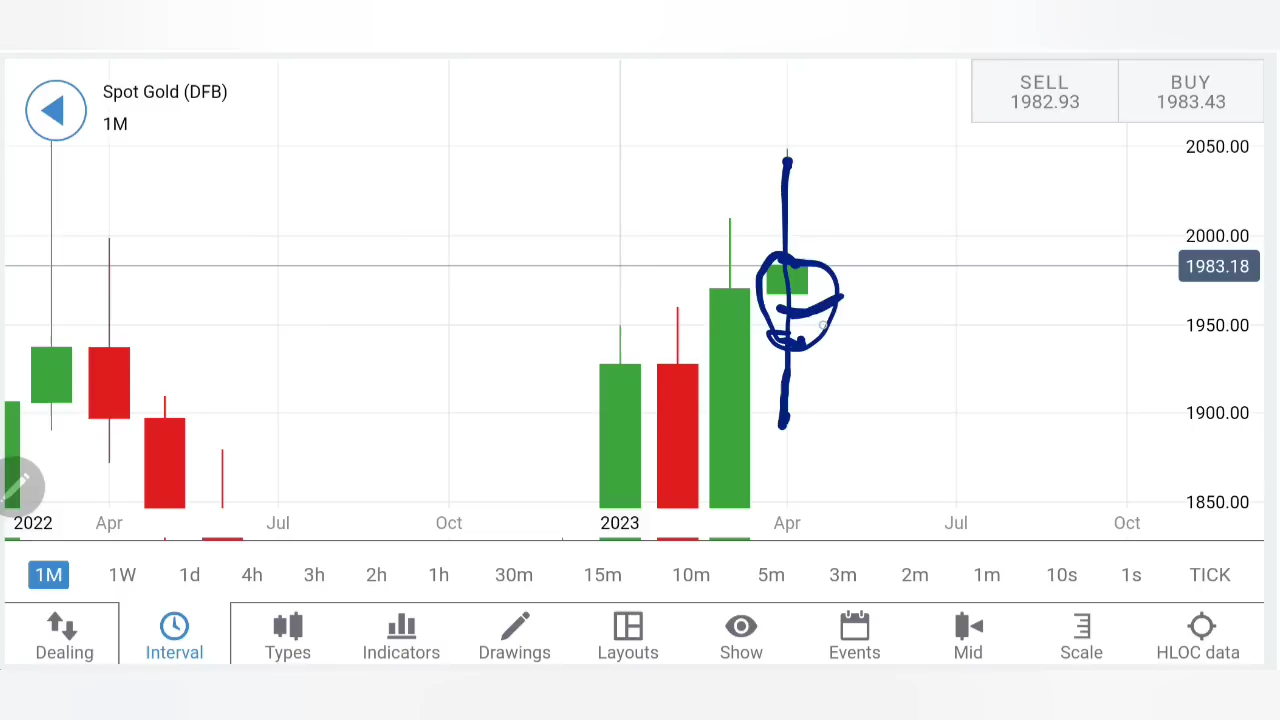 Spot Gold (DFB)
1M
SELL
1982.93
BUY
1983.43
2050.00
2000.00
1983.18
1950.00
1900.00
1850.00
2022 Apr Jul Oct 2023 Apr Jul Oct
1M 1W 1d 4h 3h 2h 1h 30m 15m 10m 5m 3m 2m 1m 10s 1s TICK
Dealing Interval Types Indicators Drawings Layouts Show Events Mid Scale HLOC data